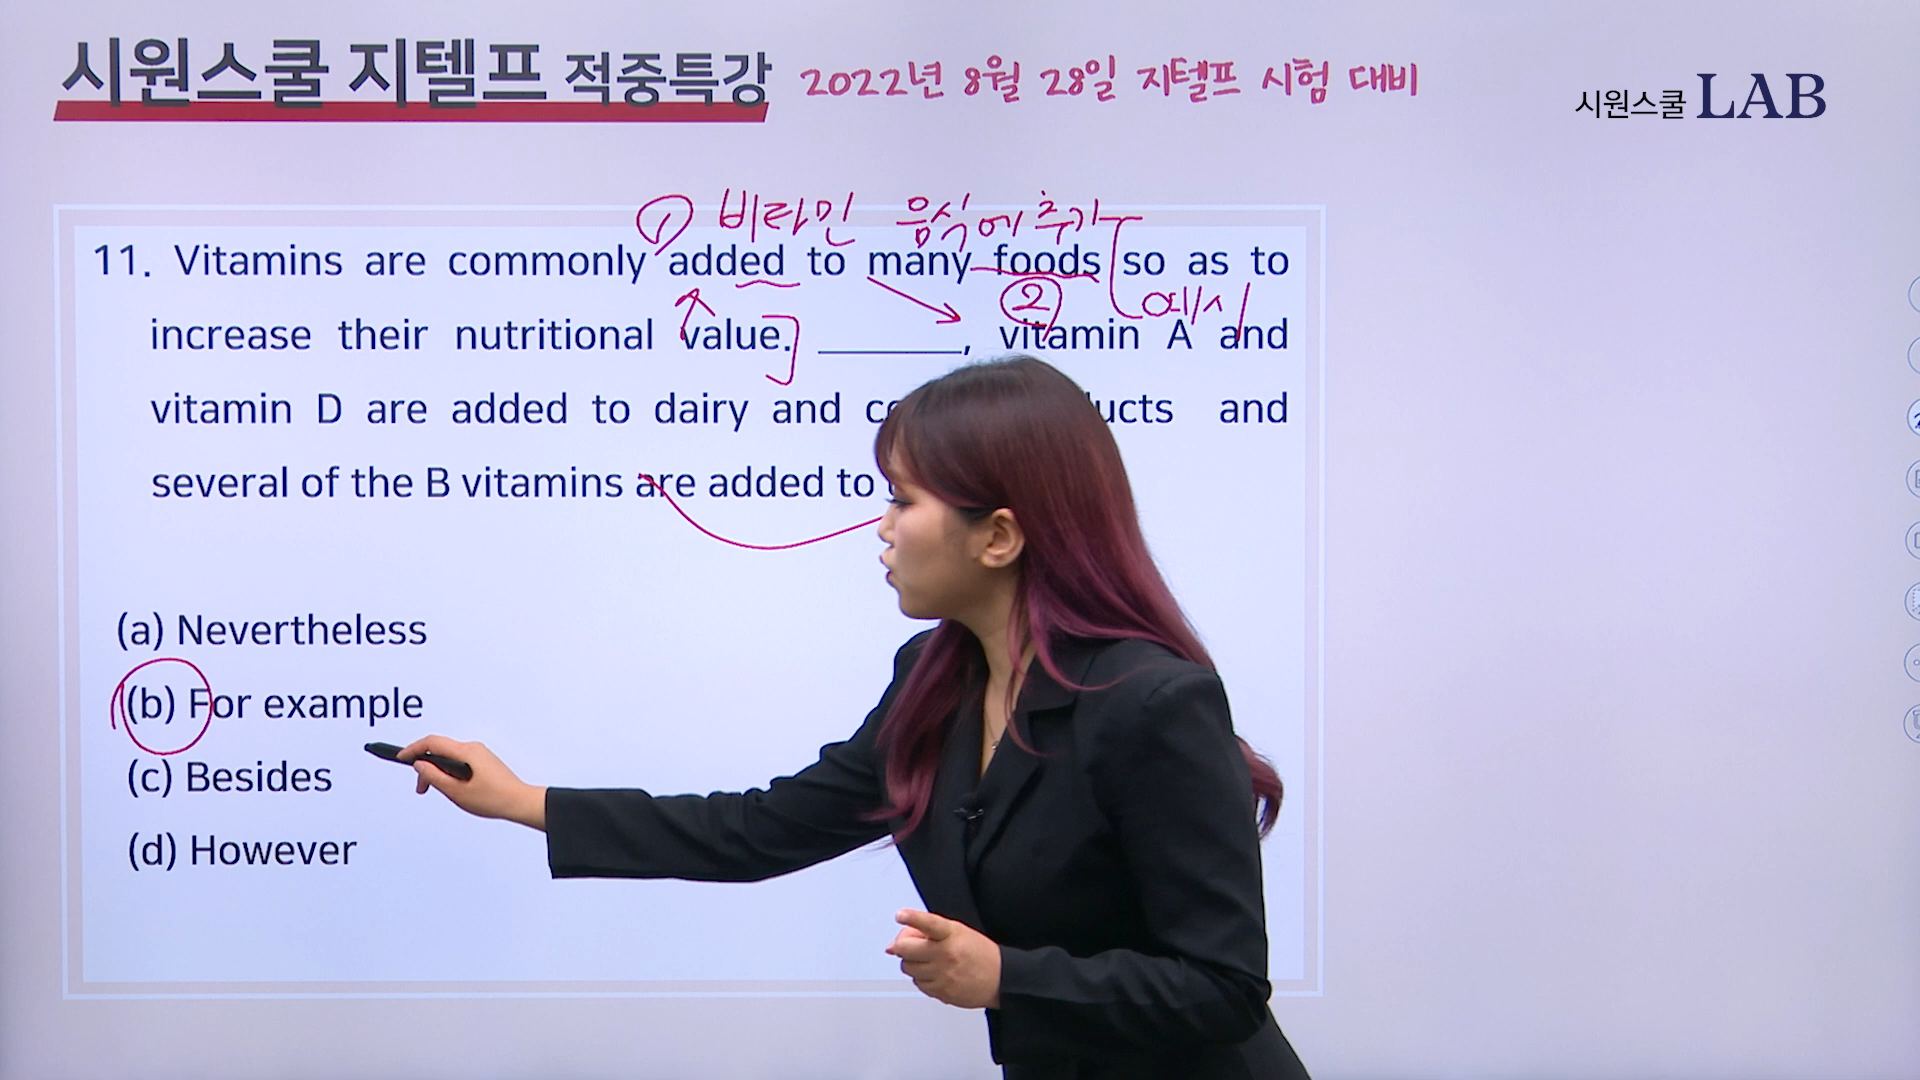 시원스쿨 지텔프 적중특강 2022년 8월 28일 지텔프 시험 대비
시원스쿨 LAB
① 비타민 음식에 추가
11. Vitamins are commonly added to many foods so as to
② 예시
increase their nutritional value. ________, vitamin A and
vitamin D are added to dairy and and
several of the B vitamins are added to
(a) Nevertheless
(b) For example
(c) Besides
(d) However